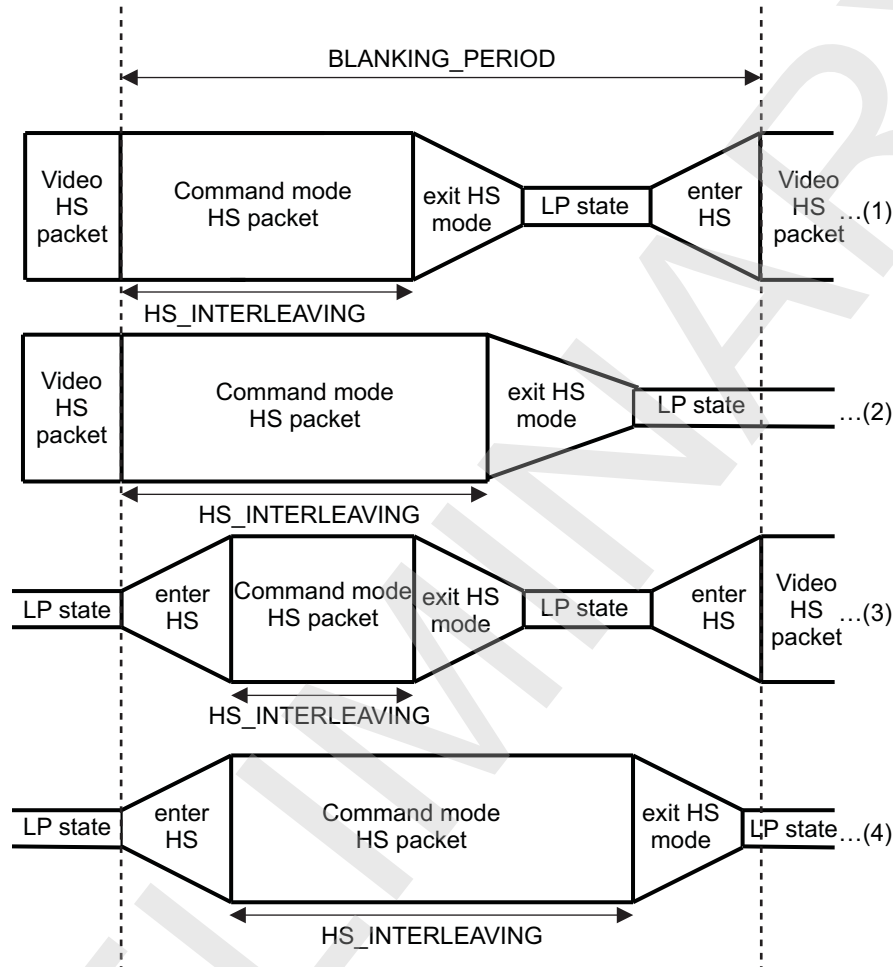 BLANKING_PERIOD
Video
HS
packet
Command mode
HS packet
exit HS
mode
LP state
enter
HS
Video
HS
packet
...(1)
HS_INTERLEAVING
Video
HS
packet
Command mode
HS packet
exit HS
mode
LP state
...(2)
HS_INTERLEAVING
LP state
enter
HS
Command mode
HS packet
exit HS
mode
LP state
enter
HS
Video
HS
packet
...(3)
HS_INTERLEAVING
LP state
enter
HS
Command mode
HS packet
exit HS
mode
LP state
...(4)
HS_INTERLEAVING